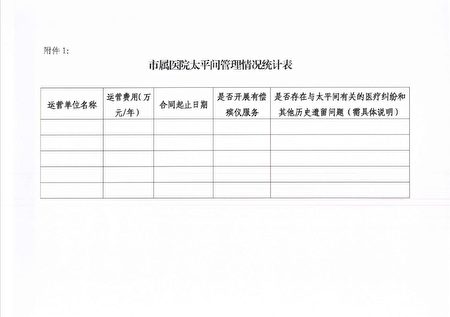 附件 1：
市属医院太平间管理情况统计表
运营单位名称
运营费用（万
元/年）
合同起止日期
是否开展有偿
殡仪服务
是否存在与太平间有关的医疗纠纷和
其他历史遗留问题（需具体说明）